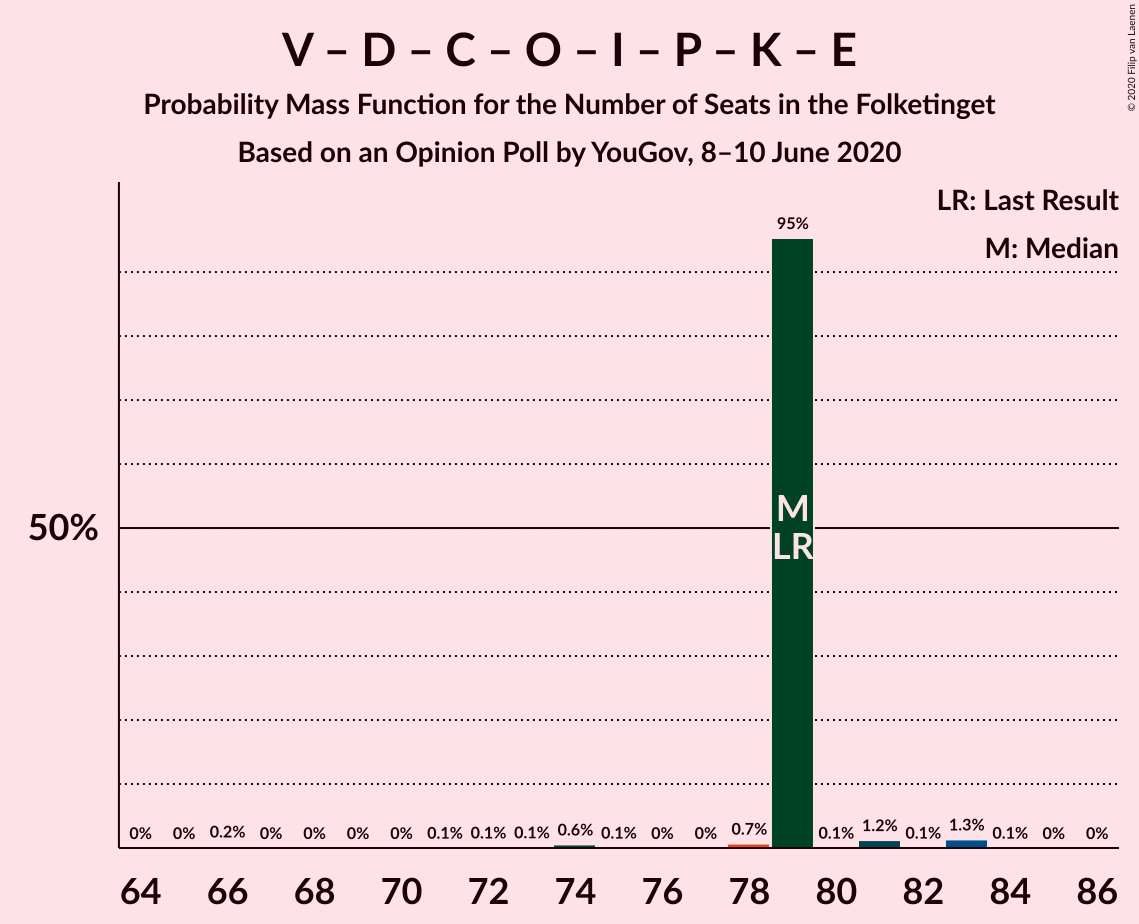 V – D – C – O – I – P – K – E
Probability Mass Function for the Number of Seats in the Folketinget
Based on an Opinion Poll by YouGov, 8–10 June 2020
© 2020 Filip van Laenen
LR: Last Result
M: Median
95%
50%
M
LR
0% 0% 0.2% 0% 0% 0% 0% 0.1% 0.1% 0.1% 0.6% 0.1% 0% 0% 0.7% 0.1% 1.2% 0.1% 1.3% 0.1% 0% 0%
64 66 68 70 72 74 76 78 80 82 84 86